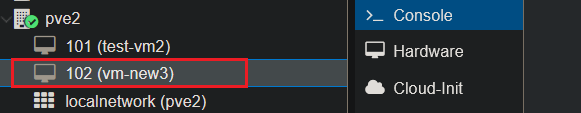 pve2
101 (test-vm2)
102 (vm-new3)
localnetwork (pve2)
Console
Hardware
Cloud-Init